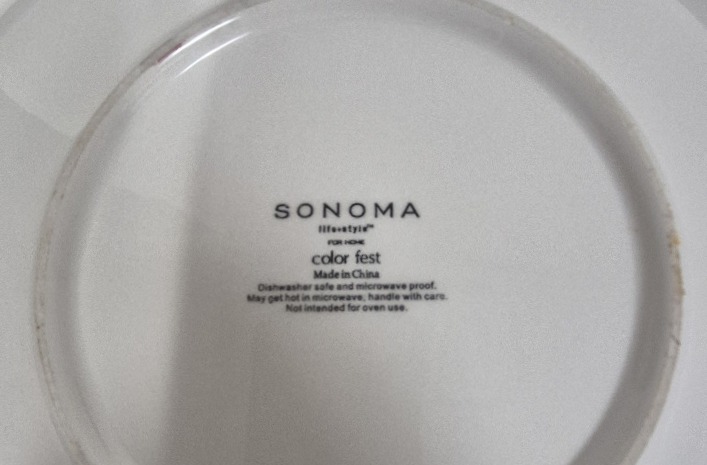 SONOMA
life+style™
FOR HOME
color fest
Made in China
Dishwasher safe and microwave proof.
May get hot in microwave, handle with care.
Not intended for oven use.